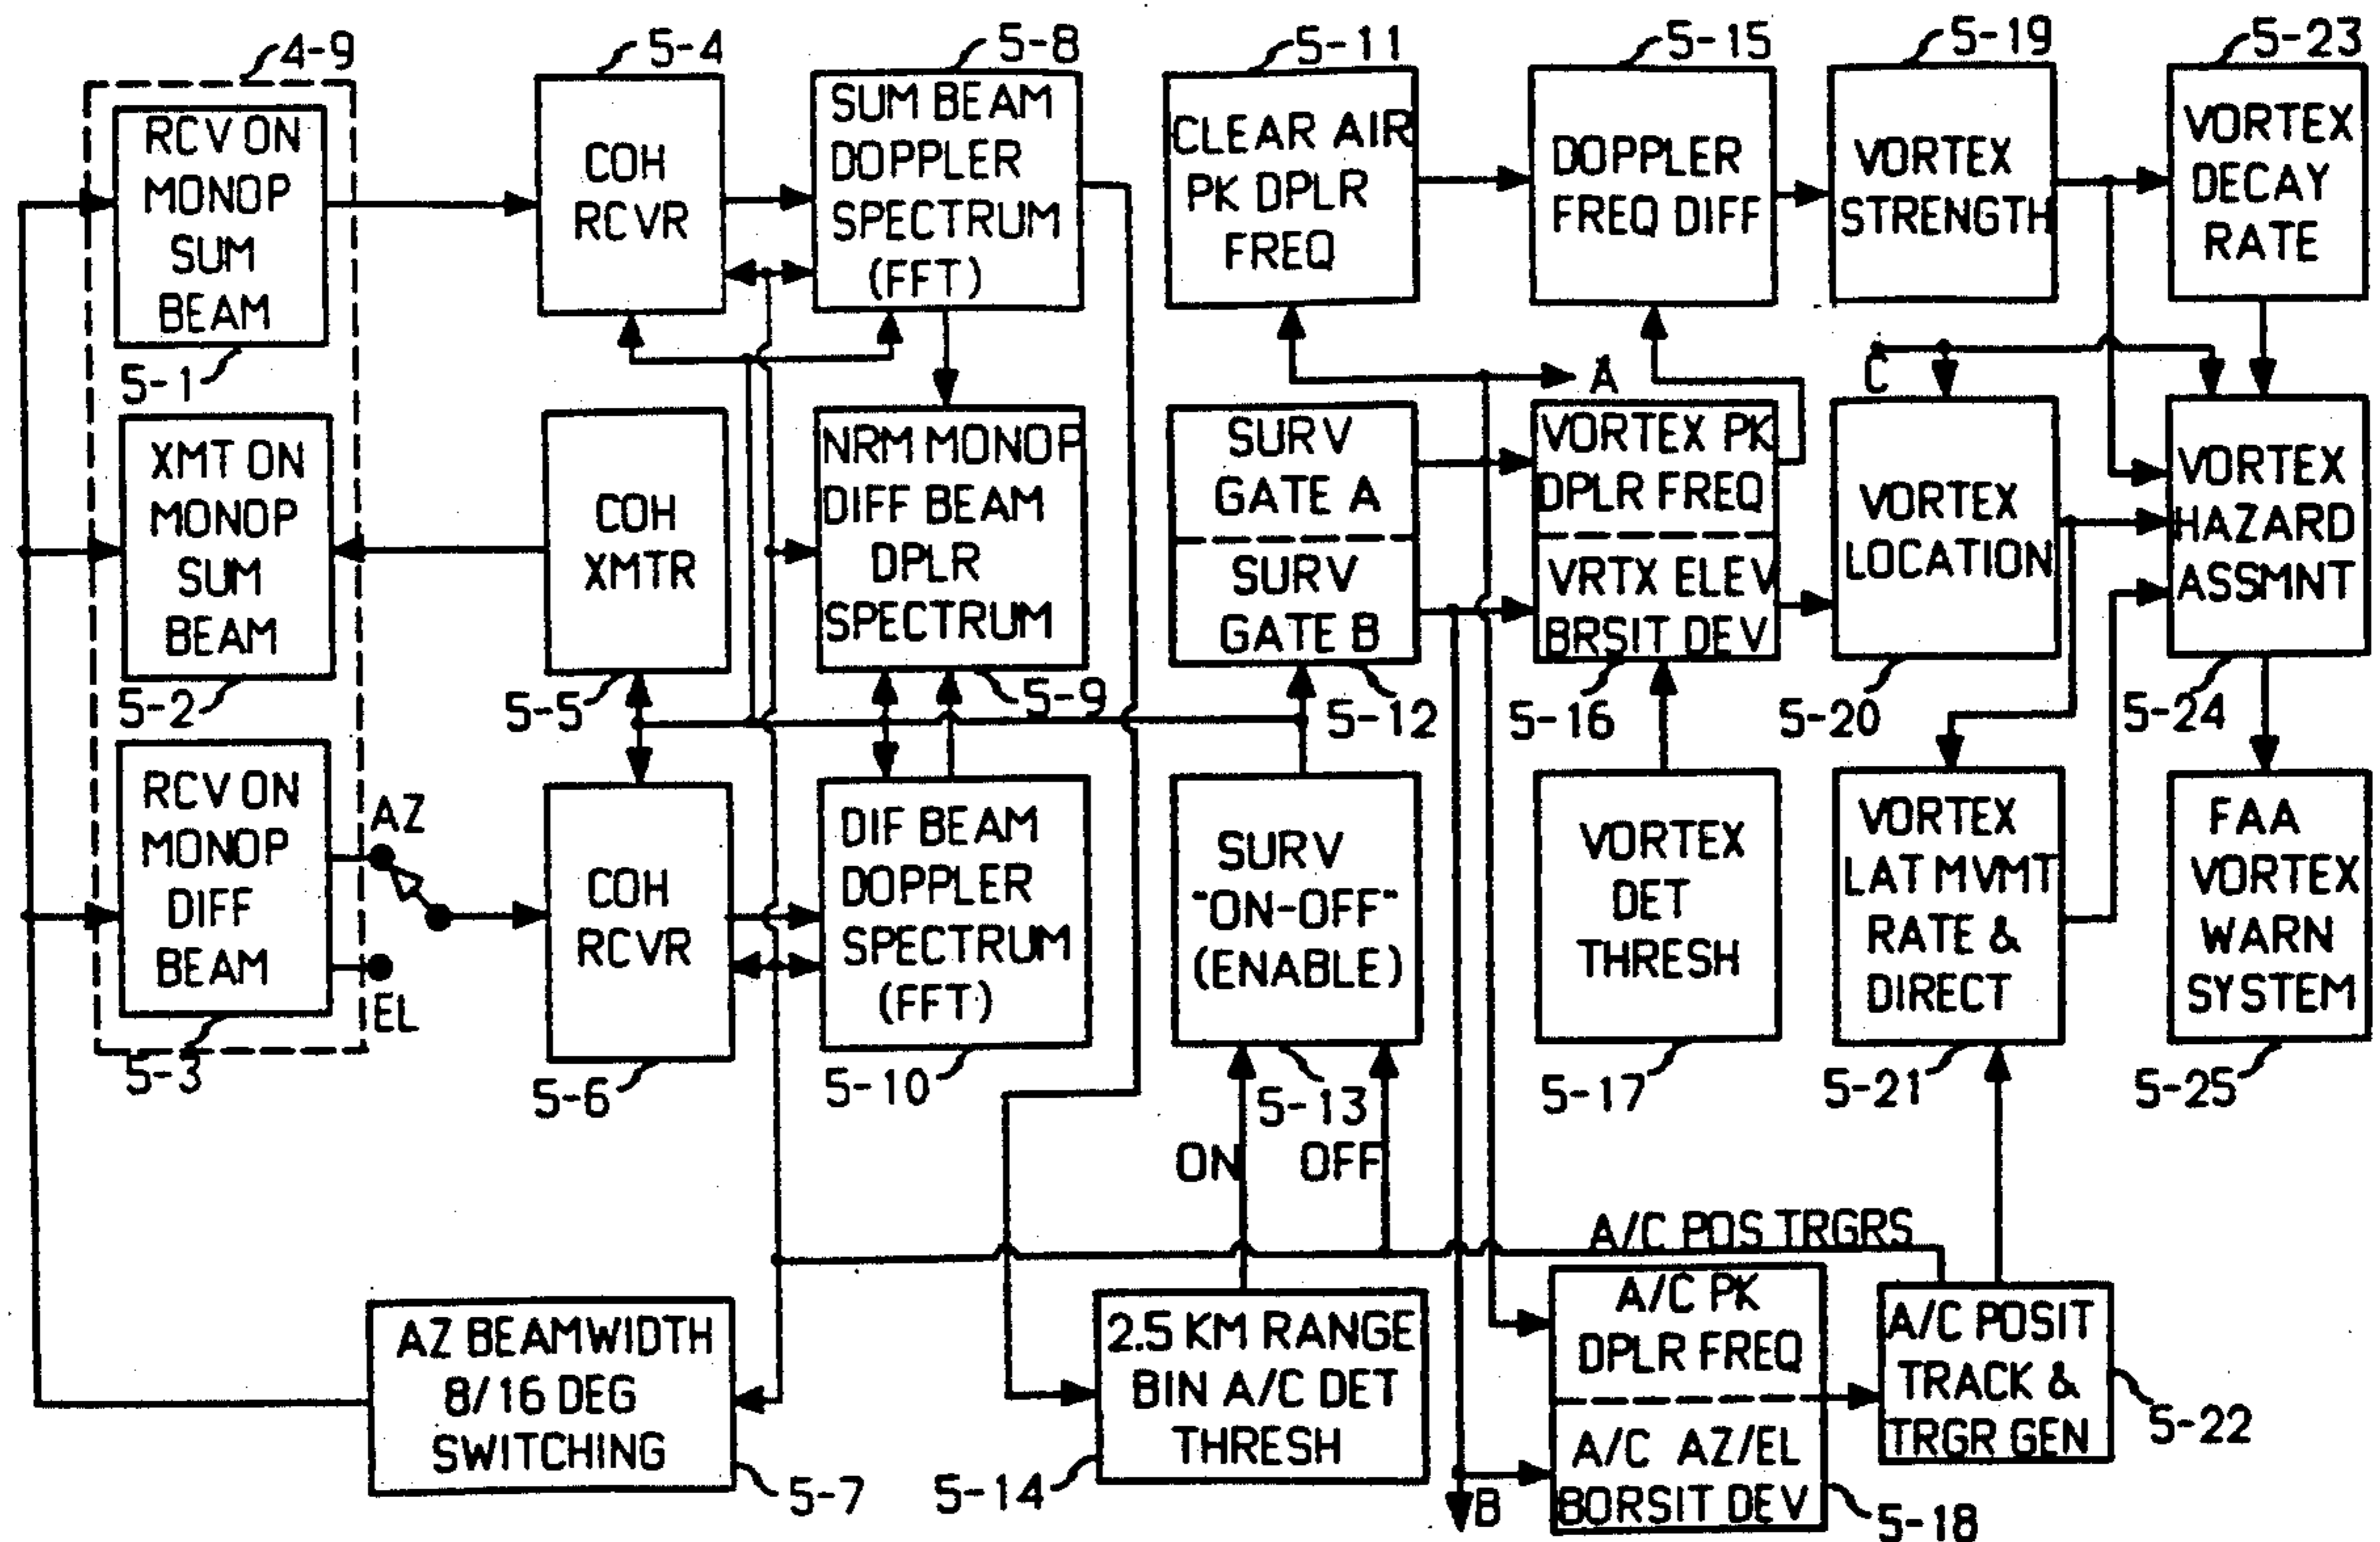 4-9
5-4
5-8
5-11
5-15
5-19
5-23
RCV ON
MONOP
SUM
BEAM
5-1
COH
RCVR
SUM BEAM
DOPPLER
SPECTRUM
(FFT)
CLEAR AIR
PK DPLR
FREQ
DOPPLER
FREQ DIFF
VORTEX
STRENGTH
VORTEX
DECAY
RATE
A
C
XMT ON
MONOP
SUM
BEAM
5-2
COH
XMTR
5-5
NRM MONOP
DIFF BEAM
DPLR
SPECTRUM
5-9
SURV
GATE A
SURV
GATE B
5-12
VORTEX PK
DPLR FREQ
VRTX ELEV
BRSIT DEV
5-16
VORTEX
LOCATION
5-20
VORTEX
HAZARD
ASSMNT
5-24
RCV ON
MONOP
DIFF
BEAM
5-3
AZ
EL
COH
RCVR
5-6
DIF BEAM
DOPPLER
SPECTRUM
(FFT)
5-10
SURV
"ON-OFF"
(ENABLE)
5-13
VORTEX
DET
THRESH
5-17
VORTEX
LAT MVMT
RATE &
DIRECT
5-21
FAA
VORTEX
WARN
SYSTEM
5-25
ON
OFF
A/C POS TRGRS
AZ BEAMWIDTH
8/16 DEG
SWITCHING
5-7
2.5 KM RANGE
BIN A/C DET
THRESH
5-14
B
A/C PK
DPLR FREQ
A/C AZ/EL
BORSIT DEV
5-18
A/C POSIT
TRACK &
TRGR GEN
5-22